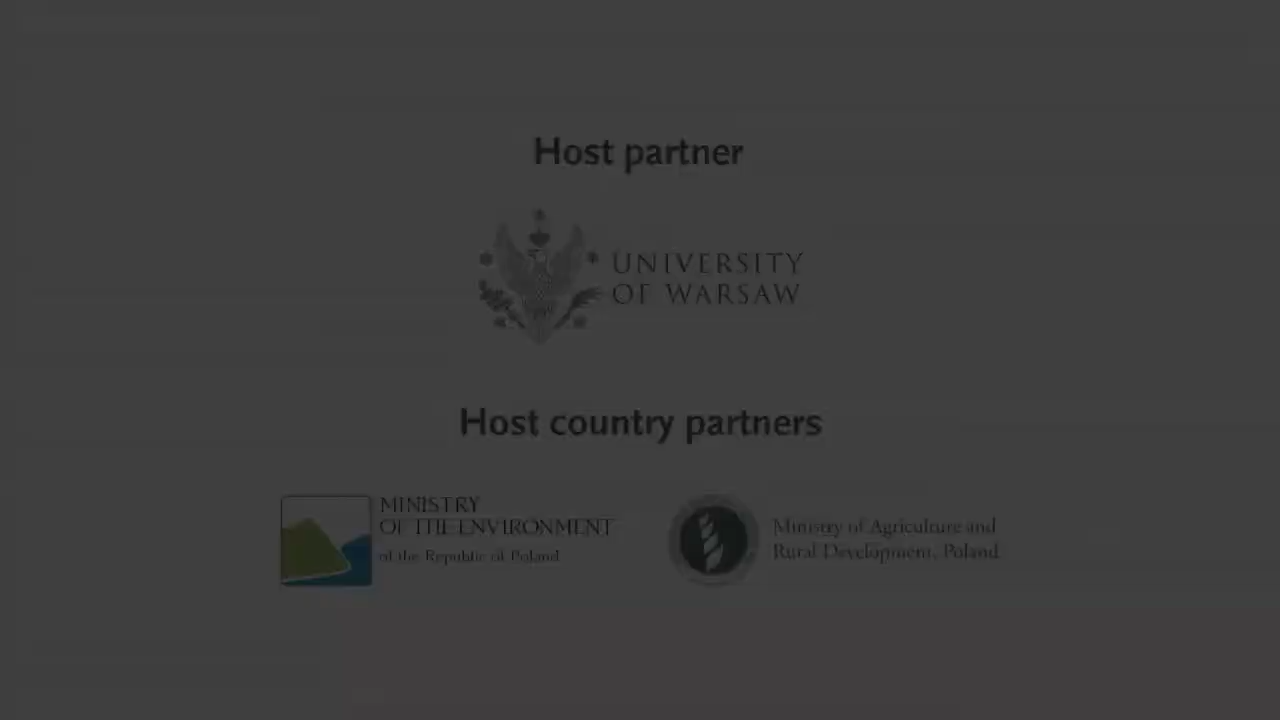 Host partner
UNIVERSITY
OF WARSAW
Host country partners
MINISTRY
OF THE ENVIRONMENT
of the Republic of Poland
Ministry of Agriculture and
Rural Development, Poland